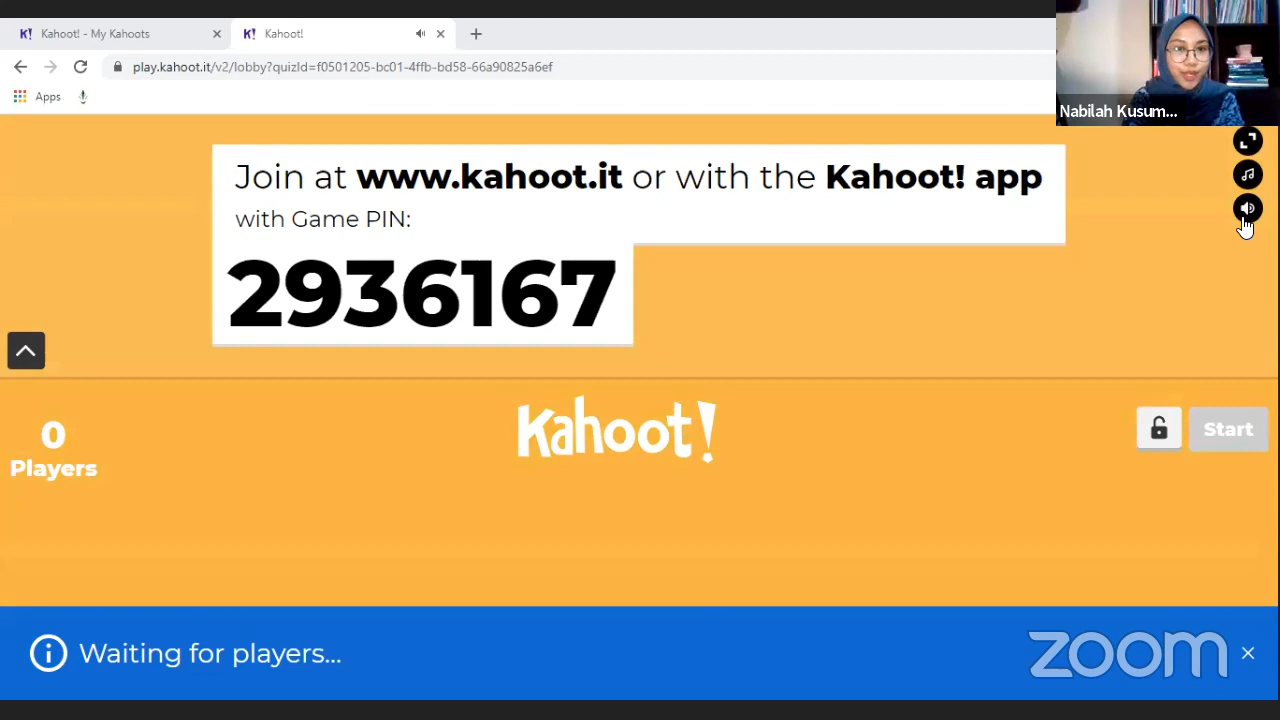 Kahoot! - My Kahoots
Kahoot!
play.kahoot.it/v2/lobby?quizId=f0501205-bc01-4ffb-bd58-66a90825a6ef
Apps
Nabilah Kusum...
Join at www.kahoot.it or with the Kahoot! app
with Game PIN:
2936167
0
Players
Kahoot!
Start
Waiting for players...
zoom